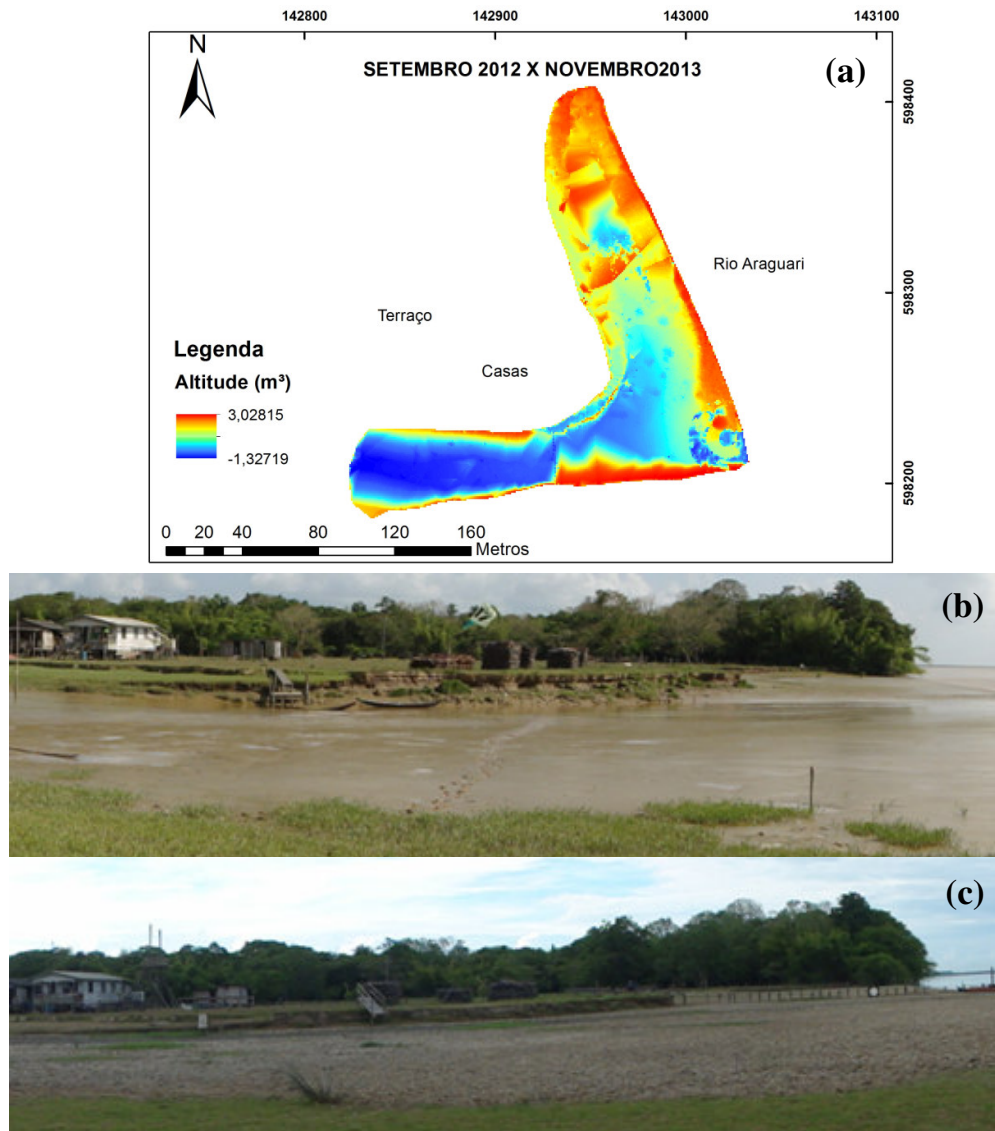 142800 142900 143000 143100
N
SETEMBRO 2012 X NOVEMBRO2013
(a)
598400
Rio Araguari
598300
Terraço
Legenda
Casas
Altitude (m³)
3,02815
-1,32719
598200
0 20 40 80 120 160
Metros
(b)
(c)